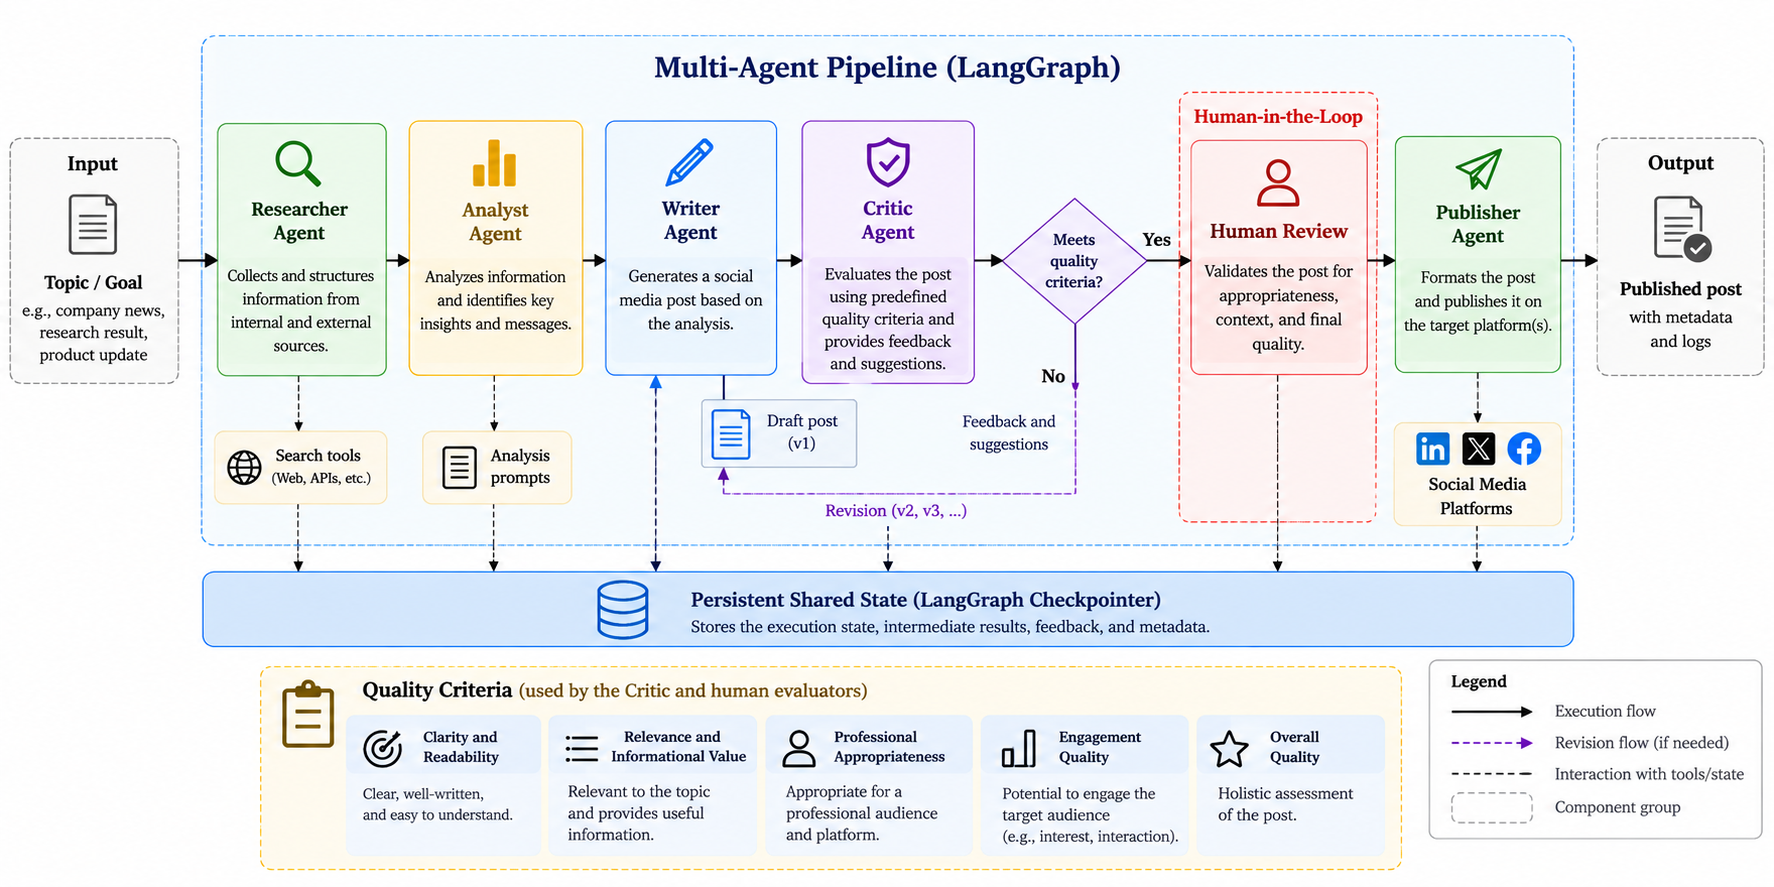 Multi-Agent Pipeline (LangGraph)
Input
Topic / Goal
e.g., company news,
research result,
product update
Researcher
Agent
Collects and structures
information from
internal and external
sources.
Search tools
(Web, APIs, etc.)
Analyst
Agent
Analyzes information
and identifies key
insights and messages.
Analysis
prompts
Writer
Agent
Generates a social
media post based on
the analysis.
Draft post
(v1)
Critic
Agent
Evaluates the post
using predefined
quality criteria and
provides feedback
and suggestions.
Meets
quality
criteria?
Yes
No
Feedback and
suggestions
Revision (v2, v3, ...)
Human-in-the-Loop
Human Review
Validates the post for
appropriateness,
context, and final
quality.
Publisher
Agent
Formats the post
and publishes it on
the target platform(s).
in X f
Social Media
Platforms
Output
Published post
with metadata
and logs
Persistent Shared State (LangGraph Checkpointer)
Stores the execution state, intermediate results, feedback, and metadata.
Quality Criteria (used by the Critic and human evaluators)
Clarity and
Readability
Clear, well-written,
and easy to understand.
Relevance and
Informational Value
Relevant to the topic
and provides useful
information.
Professional
Appropriateness
Appropriate for a
professional audience
and platform.
Engagement
Quality
Potential to engage the
target audience
(e.g., interest, interaction).
Overall
Quality
Holistic assessment
of the post.
Legend
Execution flow
Revision flow (if needed)
Interaction with tools/state
Component group